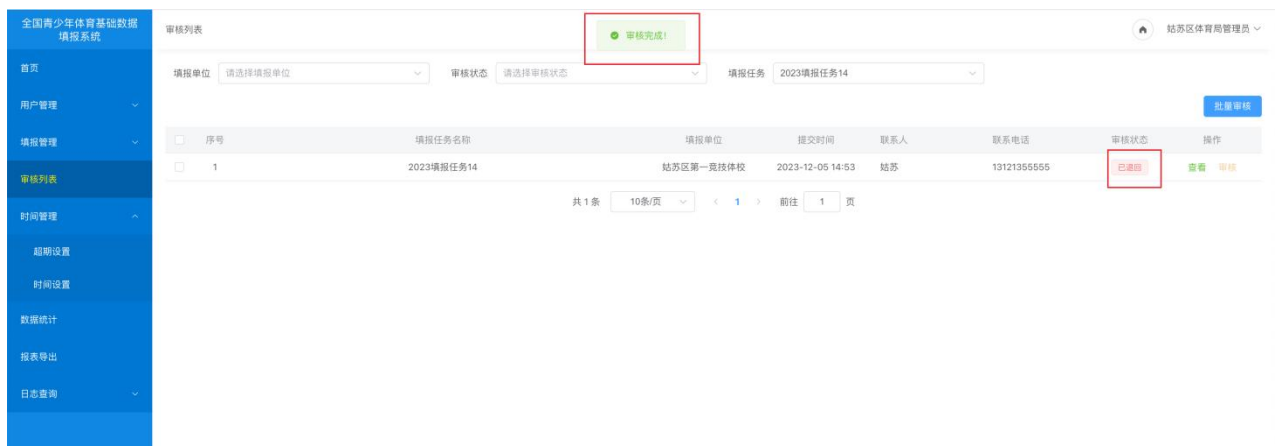 全国青少年体育基础数据
填报系统
审核列表
审核完成!
姑苏区体育局管理员
首页
填报单位 请选择填报单位 审核状态 请选择审核状态 填报任务 2023填报任务14
用户管理
批量审核
填报管理
序号 填报任务名称 填报单位 提交时间 联系人 联系电话 审核状态 操作
1 2023填报任务14 姑苏区第一竞技体校 2023-12-05 14:53 姑苏 13121355555 已退回 查看 审核
审核列表
共1条 10条/页 1 前往 1 页
时间管理
超期设置
时间设置
数据统计
报表导出
日志查询